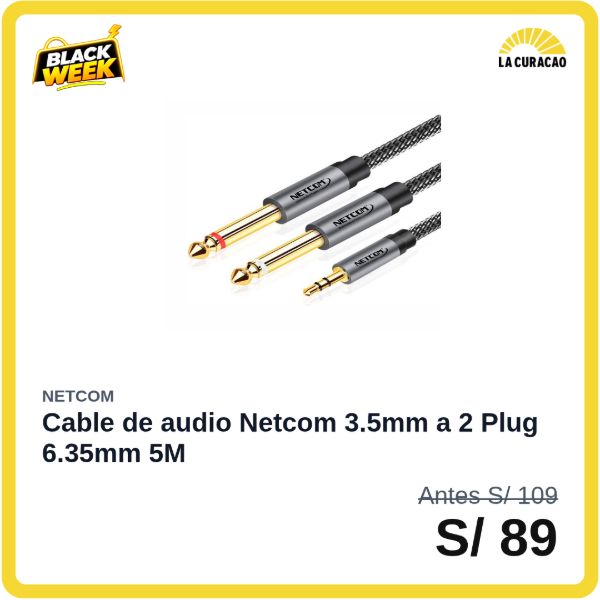 BLACK
WEEK
LA CURACAO
NETCOM
NETCOM
NETCOM
NETCOM
Cable de audio Netcom 3.5mm a 2 Plug
6.35mm 5M
Antes S/ 109
S/ 89